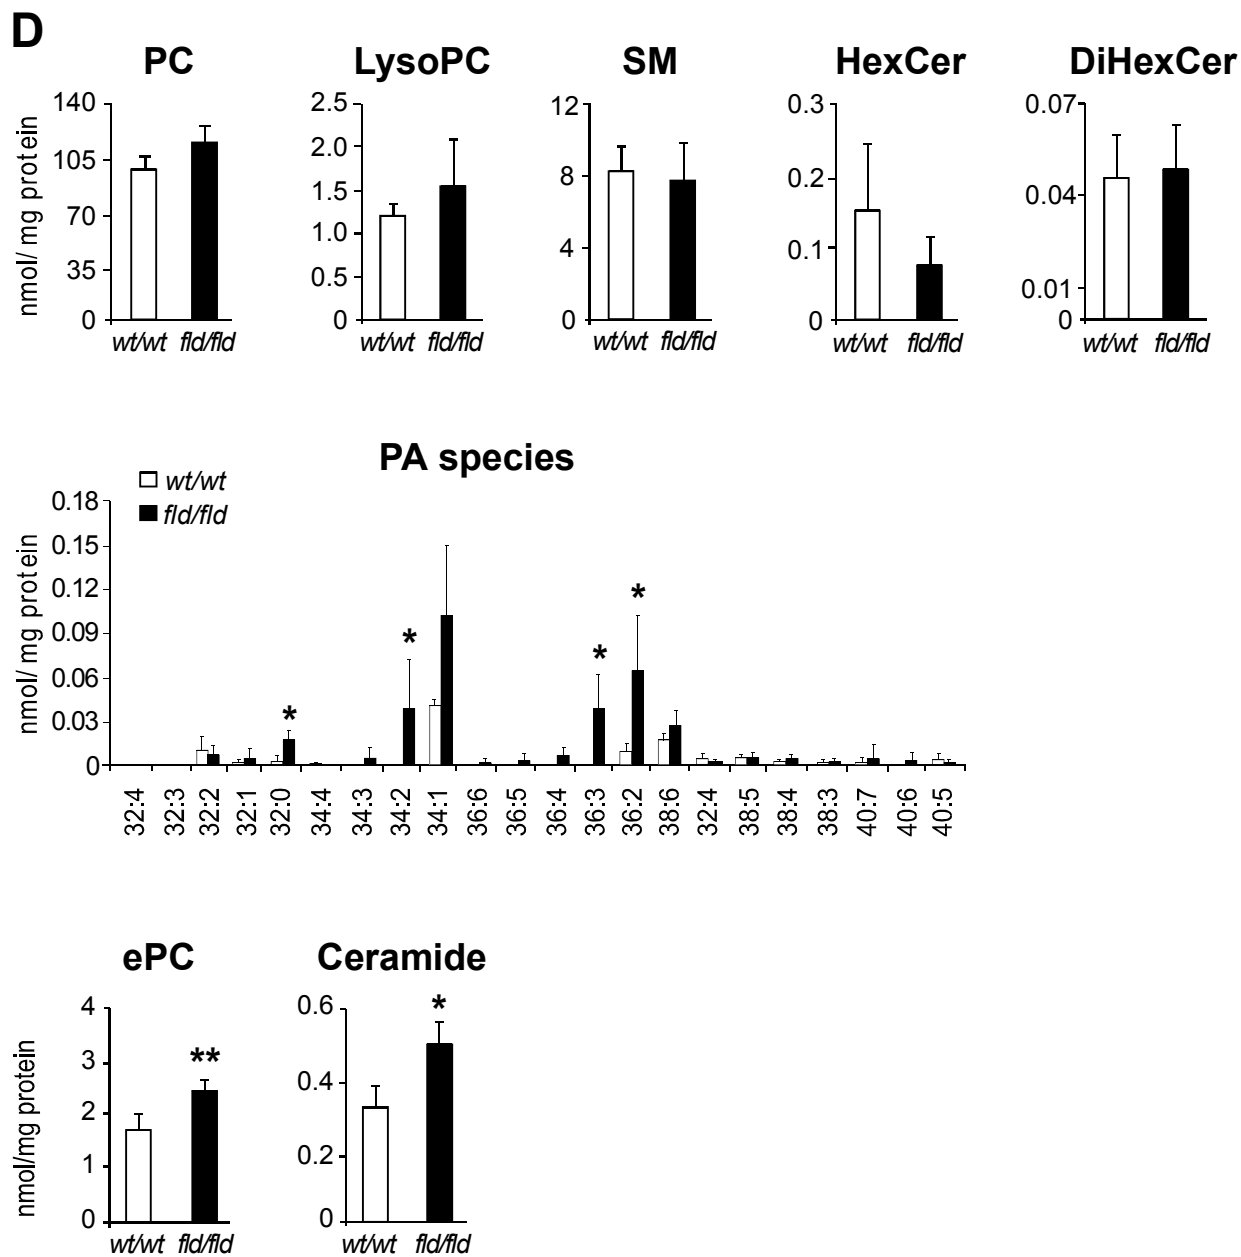 D
PC LysoPC SM HexCer DiHexCer
nmol/ mg protein
140
105
70
35
0
wt/wt fld/fld
2.5
2.0
1.5
1.0
0.5
0
wt/wt fld/fld
12
8
4
0
wt/wt fld/fld
0.3
0.2
0.1
0
wt/wt fld/fld
0.07
0.04
0.01
0
wt/wt fld/fld
PA species
wt/wt
fld/fld
nmol/ mg protein
0.18
0.15
0.12
0.09
0.06
0.03
0
* * * *
32:4 32:3 32:2 32:1 32:0 34:4 34:3 34:2 34:1 36:6 36:5 36:4 36:3 36:2 38:6 32:4 38:5 38:4 38:3 40:7 40:6 40:5
ePC Ceramide
nmol/mg protein
4
3
2
1
0
**
wt/wt fld/fld
0.6
0.4
0.2
0
*
wt/wt fld/fld